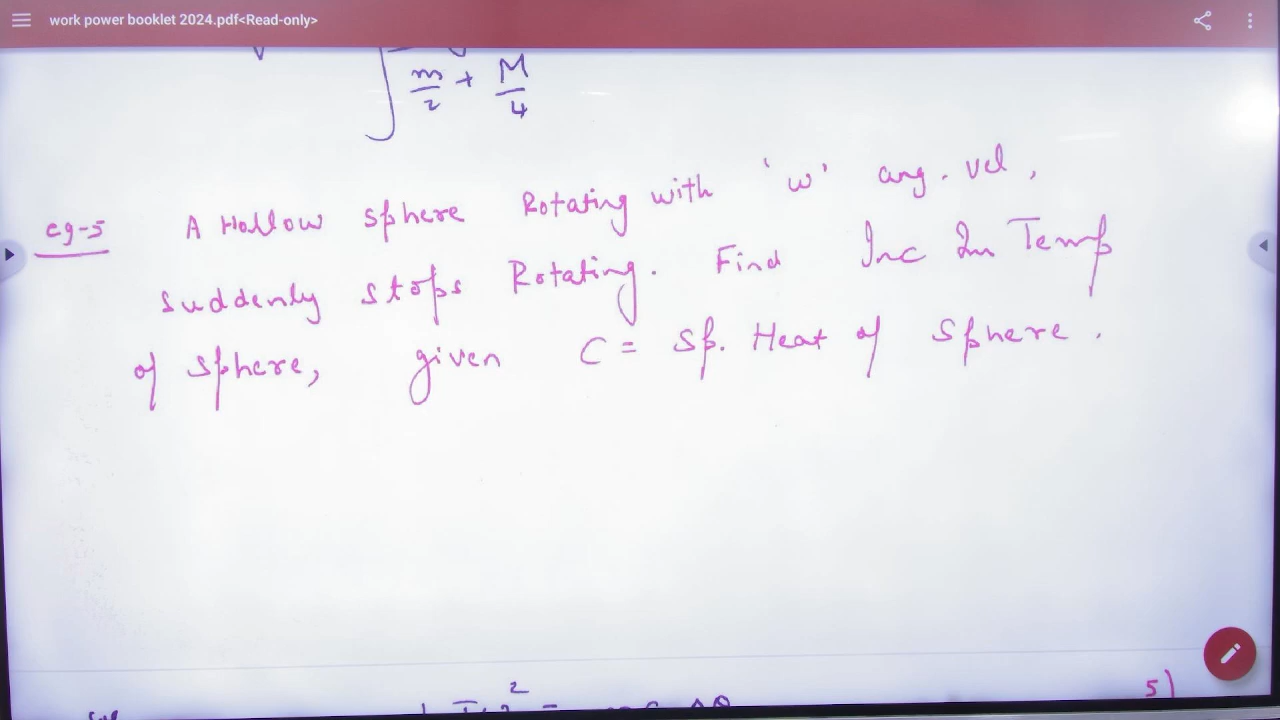 work power booklet 2024.pdf<Read-only>
m/2 + M/4
eg-5 A Hollow sphere Rotating with 'w' ang. vel,
suddenly stops Rotating. Find Inc In Temp
of sphere, given C = sp. Heat of sphere.
5)